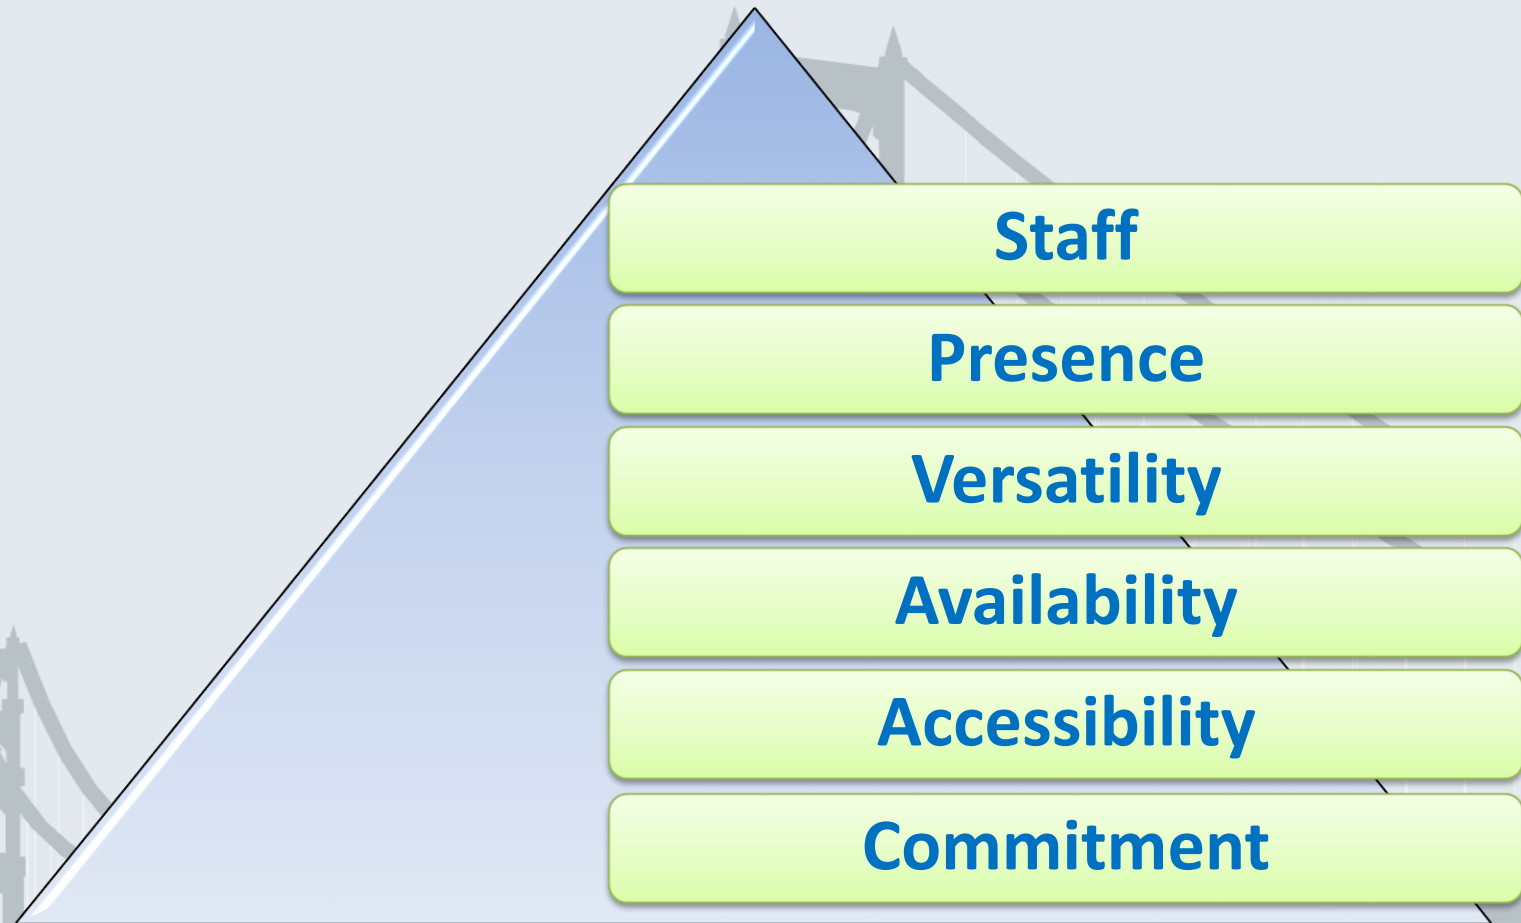 Staff
Presence
Versatility
Availability
Accessibility
Commitment